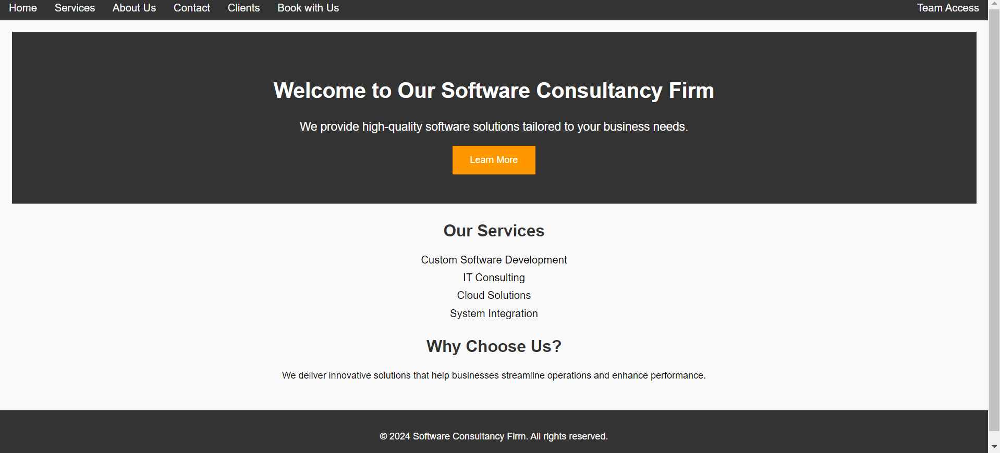 Home Services About Us Contact Clients Book with Us Team Access
Welcome to Our Software Consultancy Firm
We provide high-quality software solutions tailored to your business needs.
Learn More
Our Services
Custom Software Development
IT Consulting
Cloud Solutions
System Integration
Why Choose Us?
We deliver innovative solutions that help businesses streamline operations and enhance performance.
© 2024 Software Consultancy Firm. All rights reserved.